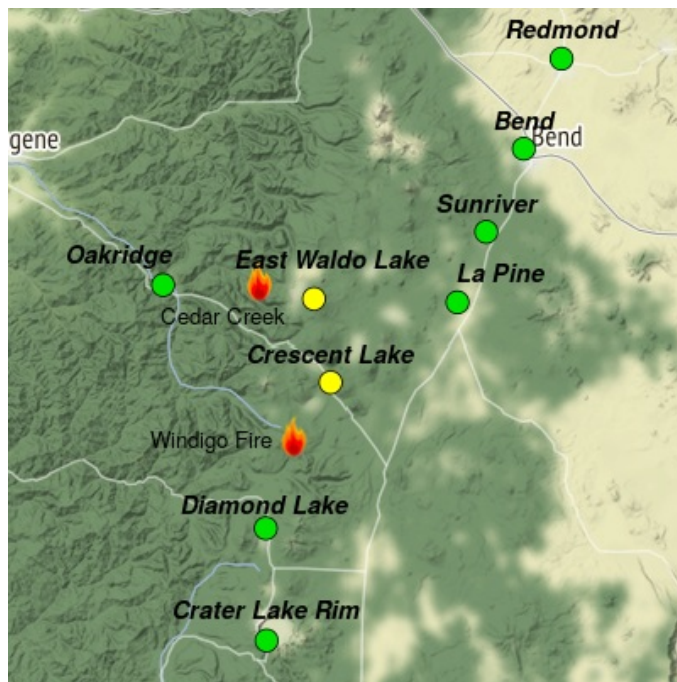 Redmond
Bend
Bend
gene
Sunriver
Oakridge
East Waldo Lake
La Pine
Cedar Creek
Crescent Lake
Windigo Fire
Diamond Lake
Crater Lake Rim